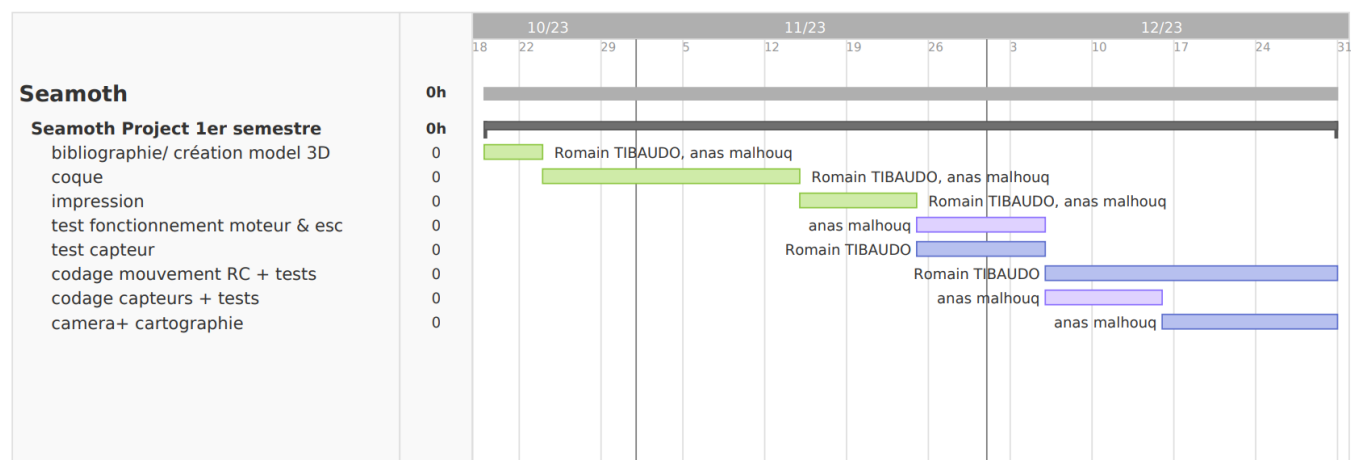 10/23 11/23 12/23
18 22 29 5 12 19 26 3 10 17 24 31
Seamoth 0h
Seamoth Project 1er semestre 0h
bibliographie/ création model 3D 0 Romain TIBAUDO, anas malhouq
coque 0 Romain TIBAUDO, anas malhouq
impression 0 Romain TIBAUDO, anas malhouq
test fonctionnement moteur & esc 0 anas malhouq
test capteur 0 Romain TIBAUDO
codage mouvement RC + tests 0 Romain TIBAUDO
codage capteurs + tests 0 anas malhouq
camera+ cartographie 0 anas malhouq